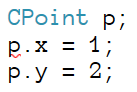 CPoint p;
p.x = 1;
p.y = 2;